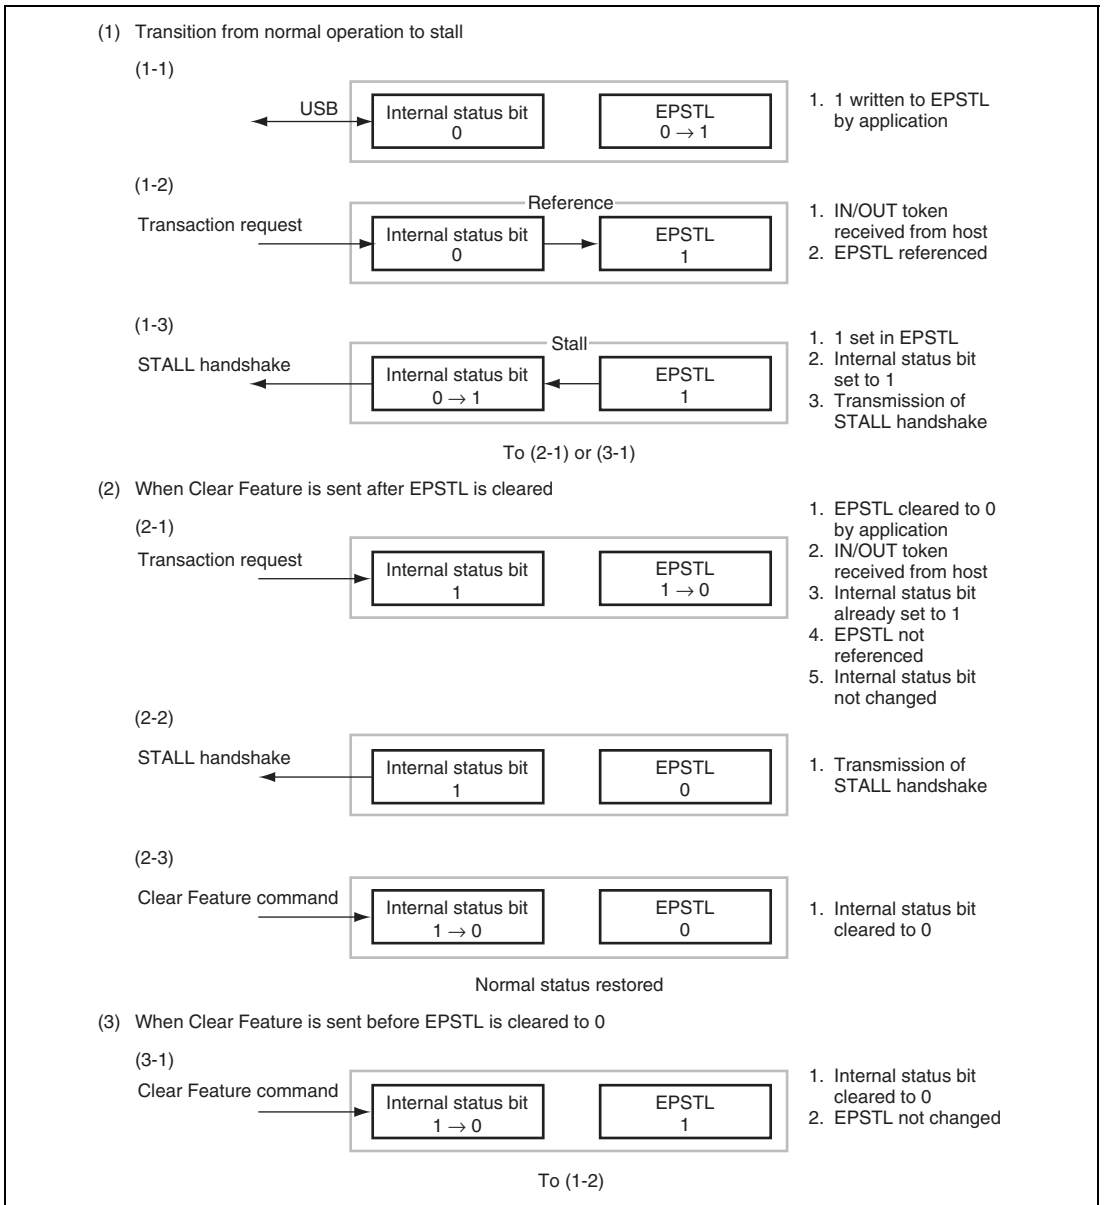 (1) Transition from normal operation to stall
(1-1)
USB
Internal status bit
0
EPSTL
0 → 1
1. 1 written to EPSTL
by application
(1-2)
Transaction request
Reference
Internal status bit
0
EPSTL
1
1. IN/OUT token
received from host
2. EPSTL referenced
(1-3)
STALL handshake
Stall
Internal status bit
0 → 1
EPSTL
1
1. 1 set in EPSTL
2. Internal status bit
set to 1
3. Transmission of
STALL handshake
To (2-1) or (3-1)
(2) When Clear Feature is sent after EPSTL is cleared
(2-1)
Transaction request
Internal status bit
1
EPSTL
1 → 0
1. EPSTL cleared to 0
by application
2. IN/OUT token
received from host
3. Internal status bit
already set to 1
4. EPSTL not
referenced
5. Internal status bit
not changed
(2-2)
STALL handshake
Internal status bit
1
EPSTL
0
1. Transmission of
STALL handshake
(2-3)
Clear Feature command
Internal status bit
1 → 0
EPSTL
0
1. Internal status bit
cleared to 0
Normal status restored
(3) When Clear Feature is sent before EPSTL is cleared to 0
(3-1)
Clear Feature command
Internal status bit
1 → 0
EPSTL
1
1. Internal status bit
cleared to 0
2. EPSTL not changed
To (1-2)